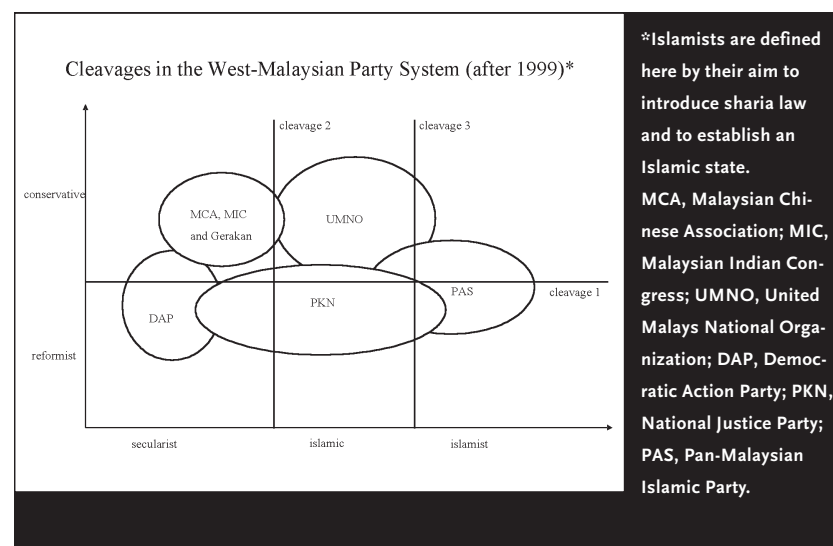 Cleavages in the West-Malaysian Party System (after 1999)*
cleavage 2
cleavage 3
conservative
MCA, MIC
and Gerakan
UMNO
cleavage 1
PAS
PKN
DAP
reformist
secularist
islamic
islamist
*Islamists are defined
here by their aim to
introduce sharia law
and to establish an
Islamic state.
MCA, Malaysian Chi-
nese Association; MIC,
Malaysian Indian Con-
gress; UMNO, United
Malays National Orga-
nization; DAP, Democ-
ratic Action Party; PKN,
National Justice Party;
PAS, Pan-Malaysian
Islamic Party.